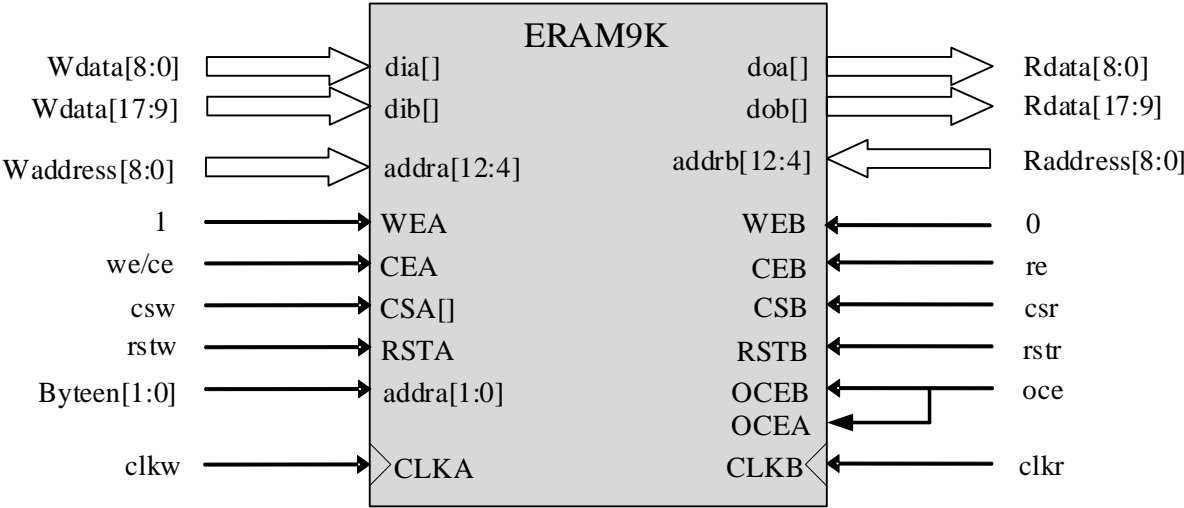 ERAM9K
Wdata[8:0] dia[] doa[] Rdata[8:0]
Wdata[17:9] dib[] dob[] Rdata[17:9]
Waddress[8:0] addra[12:4] addrb[12:4] Raddress[8:0]
1 WEA WEB 0
we/ce CEA CEB re
csw CSA[] CSB csr
rstw RSTA RSTB rstr
Byteen[1:0] addra[1:0] OCEB oce
OCEA
clkw CLKA CLKB clkr